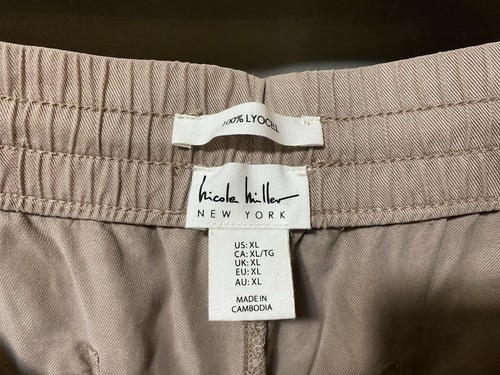 100% LYOCELL
nicole miller
NEW YORK
US: XL
CA: XL/TG
UK: XL
EU: XL
AU: XL
MADE IN
CAMBODIA